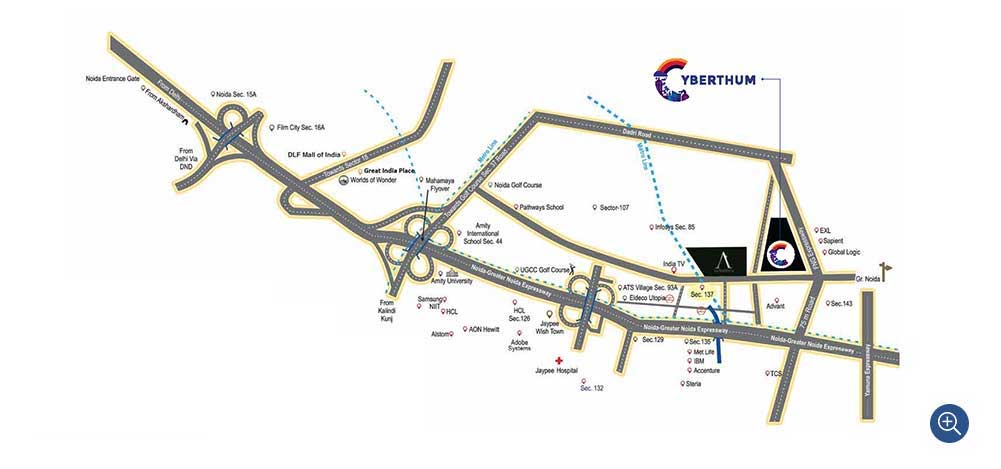 YBERTHUM
Noida Entrance Gate
From Delhi
From Akshardham
Noida Sec. 15A
Film City Sec. 16A
From
Delhi Via
DND
DLF Mall of India
Towards Sector 18
Great India Place
Worlds of Wonder
Mahamaya
Flyover
Metro Line
Towards Golf Course Sec. 37 Road
Dadri Road
Metro Line
Noida Golf Course
Pathways School
Sector-107
Infosys Sec. 85
Amity
International
School Sec. 44
EXL
Sapient
Global Logic
FNG Expressway
India TV
Gr. Noida
UGCC Golf Course
Amity University
Noida-Greater Noida Expressway
ATS Village Sec. 93A
Eldeco Utopia
Sec. 137
Advant
75 m Road
Sec.143
From
Kalindi
Kunj
Samsung
NIIT
HCL
HCL
Sec.126
Jaypee
Wish Town
Alstom
AON Hewitt
Adobe
Systems
Noida-Greater Noida Expressway
Noida-Greater Noida Expressway
Sec.129
Sec.135
Met Life
IBM
Accenture
Steria
Jaypee Hospital
Sec. 132
TCS
Yamuna Expressway